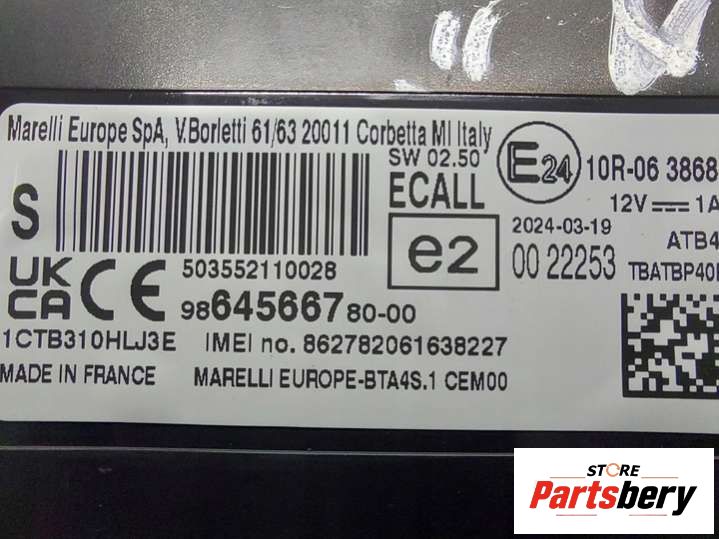 Marelli Europe SpA, V.Borletti 61/63 20011 Corbetta MI Italy
SW 02.50
ECALL
E24
10R-06 3868
12V 1A
S
e2
2024-03-19
00 22253
ATB4
TBATBP40
503552110028
UK CA CE
9864566780-00
1CTB310HLJ3E IMEI no. 862782061638227
MADE IN FRANCE MARELLI EUROPE-BTA4S.1 CEM00
STORE
Partsbery